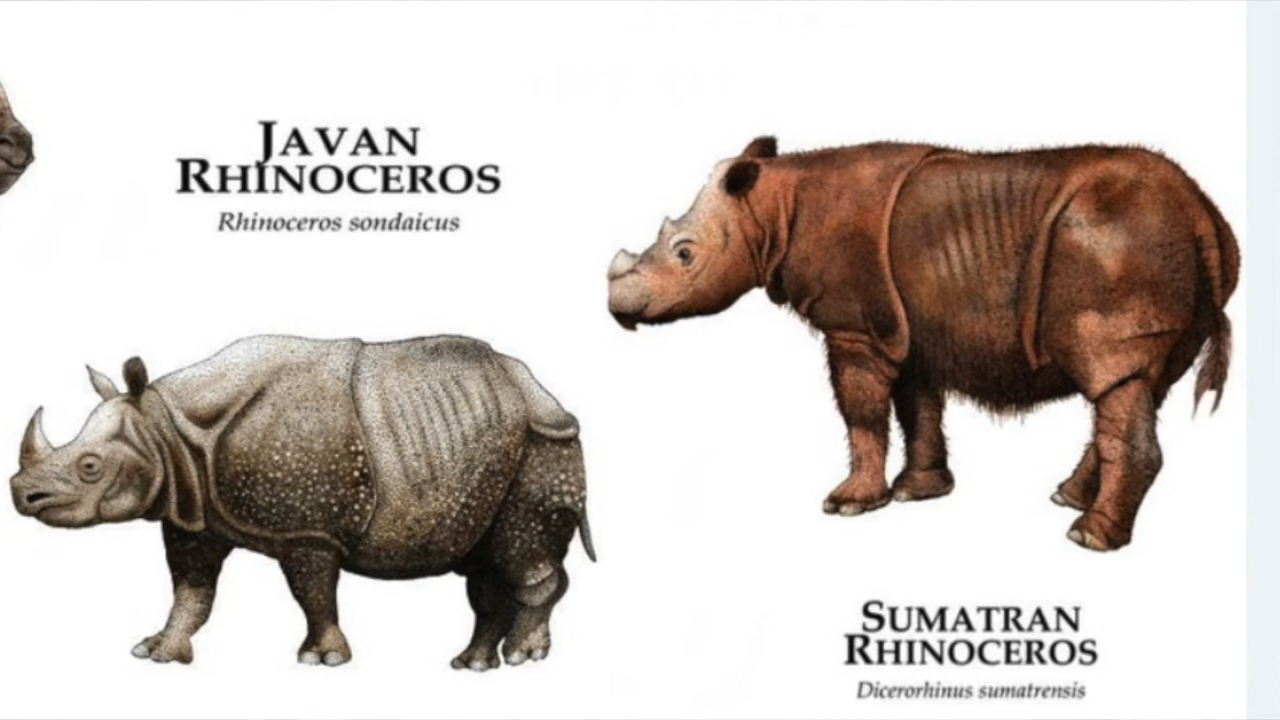 JAVAN
RHINOCEROS
Rhinoceros sondaicus
SUMATRAN
RHINOCEROS
Dicerorhinus sumatrensis